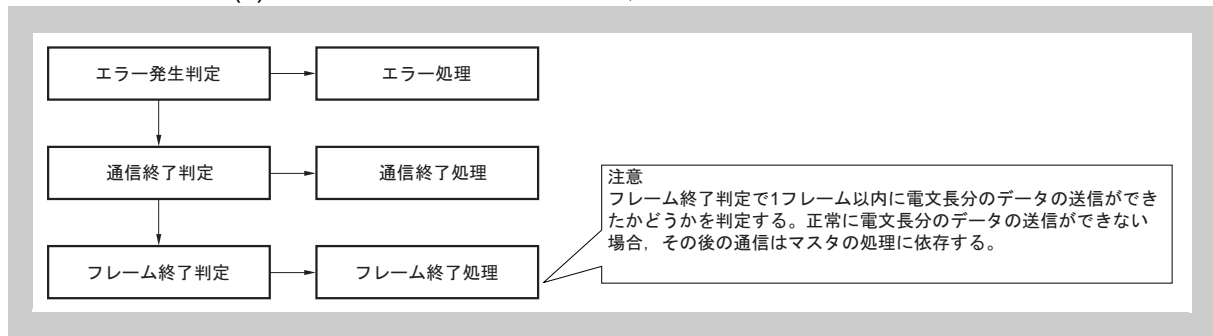 エラー発生判定
エラー処理
通信終了判定
通信終了処理
フレーム終了判定
フレーム終了処理
注意
フレーム終了判定で1フレーム以内に電文長分のデータの送信ができ
たかどうかを判定する。正常に電文長分のデータの送信ができない
場合，その後の通信はマスタの処理に依存する。